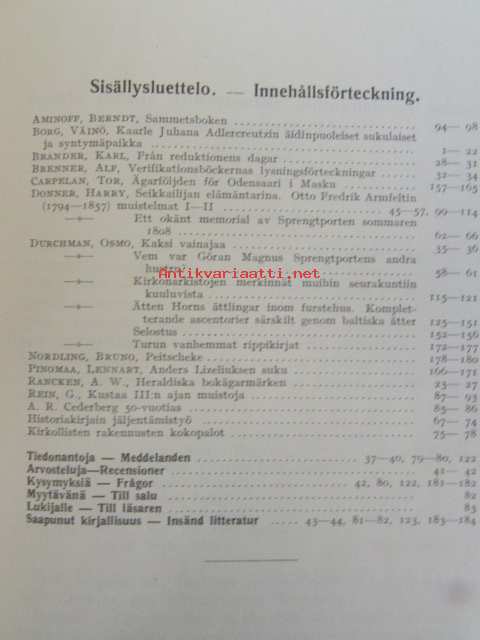 Sisällysluettelo. — Innehållsförteckning.
AMINOFF, BERNDT, Sammetsboken 94— 98
BORG, VÄINÖ, Kaarle Juhana Adlercreutzin äidinpuoleiset sukulaiset
ja syntymäpaikka 1— 22
BRANDER, KARL, Från reduktionens dagar 28— 31
BRENNER, ALF, Verifikationsböckernas lysningsförteckningar 32— 34
CARPELAN, TOR, Ägarföljden för Odensaari i Masku 157—165
DONNER, HARRY, Seikkailijan elämäntarina. Otto Fredrik Armfeltin
(1794—1857) muistelmat I—II 45—57, 99—114
—»— Ett okänt memorial av Sprengtporten sommaren
1808 62— 66
DURCHMAN, OSMO, Kaksi vainajaa 35— 36
—»— Vem var Göran Magnus Sprengtportens andra
hustru? 58— 61
Antikvariaatti.net
—»— Kirkonarkistojen merkinnät muihin seurakuntiin
kuuluvista 115—121
—»— Ätten Horns ättlingar inom furstehus. Komplet-
terande ascentorier särskilt genom baltiska ätter 125—151
—»— Selostus 152—156
—»— Turun vanhemmat rippikirjat 172—177
NORDLING, BRUNO, Peitscheke 178—180
PINOMAA, LENNART, Anders Lizeliuksen suku 166—171
RANCKEN, A. W., Heraldiska bokägarmärken 23— 27
REIN, G., Kustaa III:n ajan muistoja 87— 93
A. R. Cederberg 50-vuotias 85— 86
Historiakirjain jäljentämistyö 67— 74
Kirkollisten rakennusten kokopalot 75— 78
Tiedonantoja — Meddelanden 37—40, 79—80, 122
Arvosteluja—Recensioner 41— 42
Kysymyksiä — Frågor 42, 80, 122, 181—182
Myytävänä — Till salu 82
Lukijalle — Till läsaren 83
Saapunut kirjallisuus — Insänd litteratur 43—44, 81—82, 123, 183—184